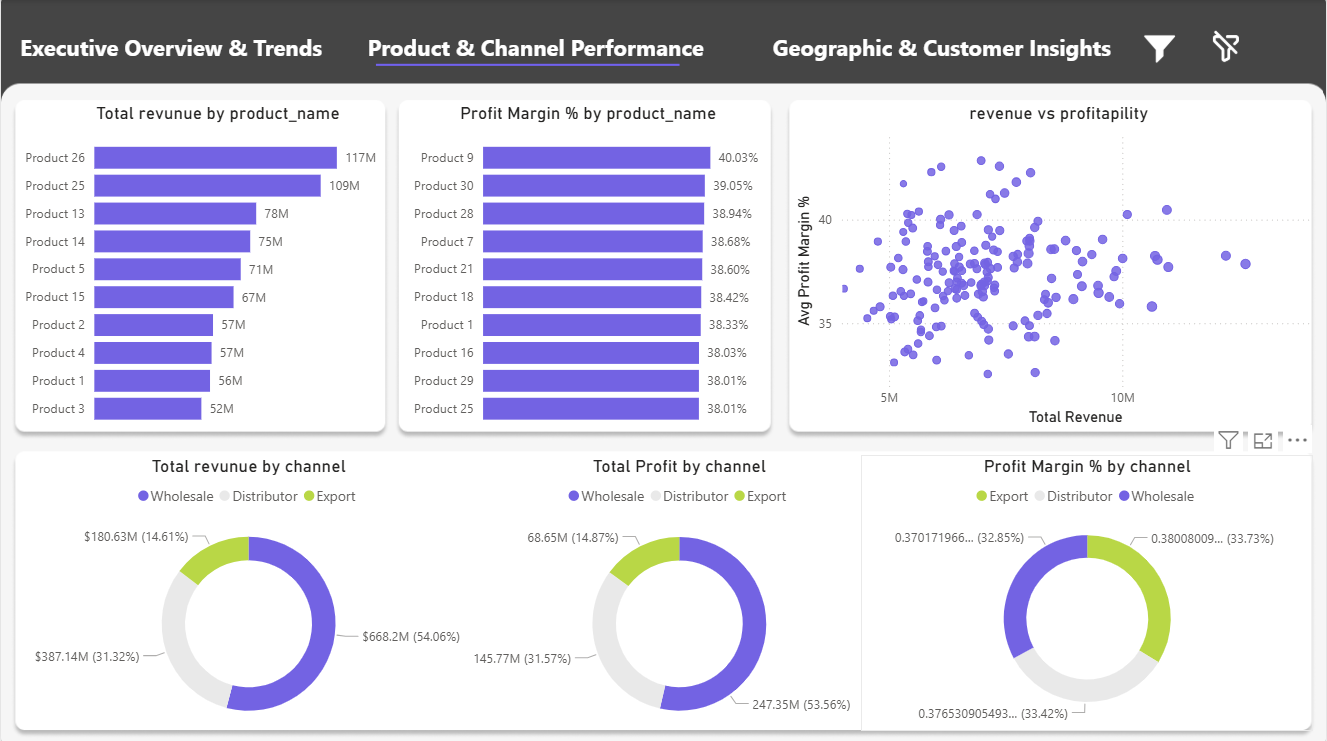 Executive Overview & Trends
Product & Channel Performance
Geographic & Customer Insights
Total revunue by product_name
Product 26 117M
Product 25 109M
Product 13 78M
Product 14 75M
Product 5 71M
Product 15 67M
Product 2 57M
Product 4 57M
Product 1 56M
Product 3 52M
Profit Margin % by product_name
Product 9 40.03%
Product 30 39.05%
Product 28 38.94%
Product 7 38.68%
Product 21 38.60%
Product 18 38.42%
Product 1 38.33%
Product 16 38.03%
Product 29 38.01%
Product 25 38.01%
revenue vs profitapility
Avg Profit Margin %
40
35
5M 10M
Total Revenue
Total revunue by channel
Wholesale Distributor Export
$180.63M (14.61%)
$668.2M (54.06%)
$387.14M (31.32%)
Total Profit by channel
Wholesale Distributor Export
68.65M (14.87%)
145.77M (31.57%)
247.35M (53.56%)
Profit Margin % by channel
Export Distributor Wholesale
0.370171966... (32.85%)
0.38008009... (33.73%)
0.376530905493... (33.42%)